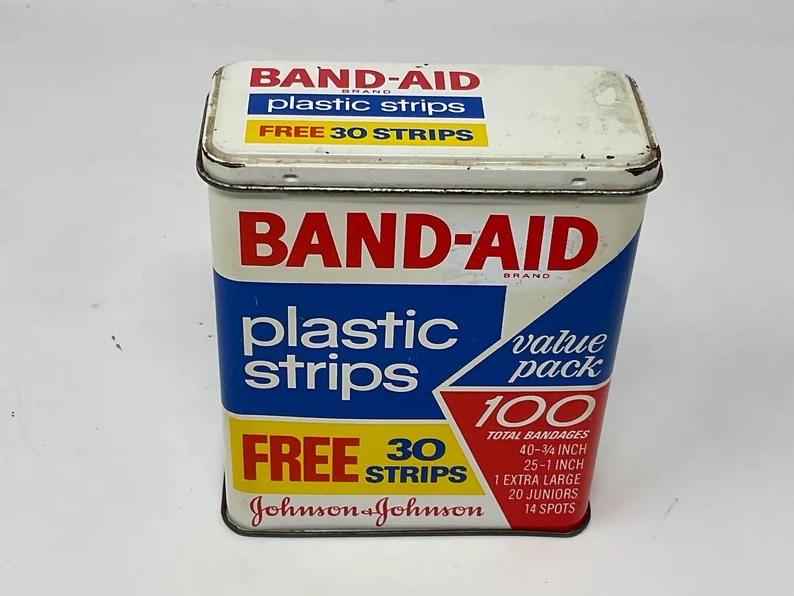 BAND-AID
BRAND
plastic strips
FREE 30 STRIPS
BAND-AID
BRAND
plastic
strips
value
pack
100
TOTAL BANDAGES
40-¾ INCH
25-1 INCH
1 EXTRA LARGE
20 JUNIORS
14 SPOTS
FREE 30
STRIPS
Johnson & Johnson